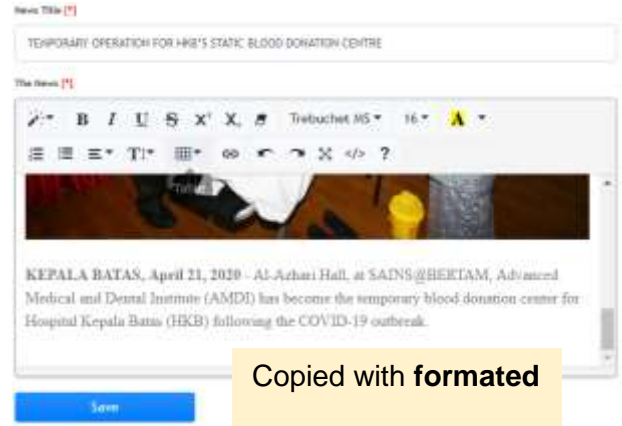 News Title [*]
TEMPORARY OPERATION FOR HKB'S STATIC BLOOD DONATION CENTRE
The News [*]
B I U S X¹ X, Trebuchet MS 16 A
T! </> ?
Table
KEPALA BATAS, April 21, 2020 - Al-Azhari Hall, at SAINS@BERTAM, Advanced
Medical and Dental Institute (AMDI) has become the temporary blood donation center for
Hospital Kepala Batas (HKB) following the COVID-19 outbreak.
Copied with formated
Save